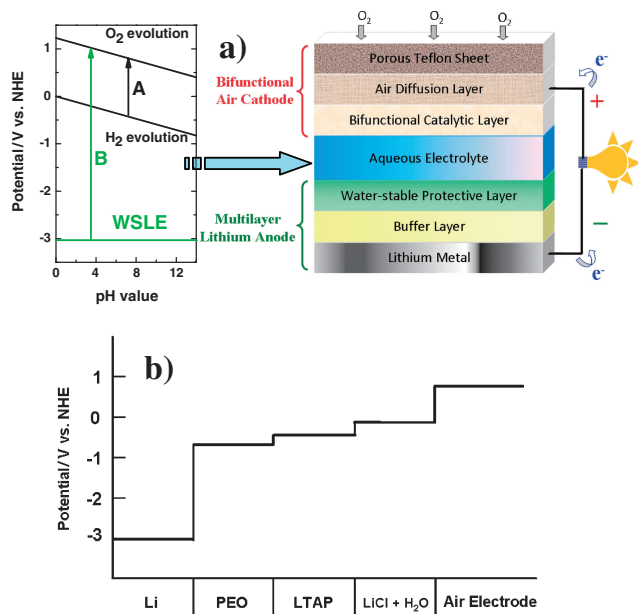 a)
Potential/ V vs. NHE
1
0
-1
-2
-3
O₂ evolution
A
H₂ evolution
B
WSLE
0
4
8
12
pH value
O₂
O₂
O₂
Bifunctional
Air Cathode
Porous Teflon Sheet
Air Diffusion Layer
Bifunctional Catalytic Layer
Aqueous Electrolyte
Multilayer
Lithium Anode
Water-stable Protective Layer
Buffer Layer
Lithium Metal
e⁻
+
−
e⁻
b)
Potential/ V vs. NHE
1
0
-1
-2
-3
Li
PEO
LTAP
LiCl + H₂O
Air Electrode